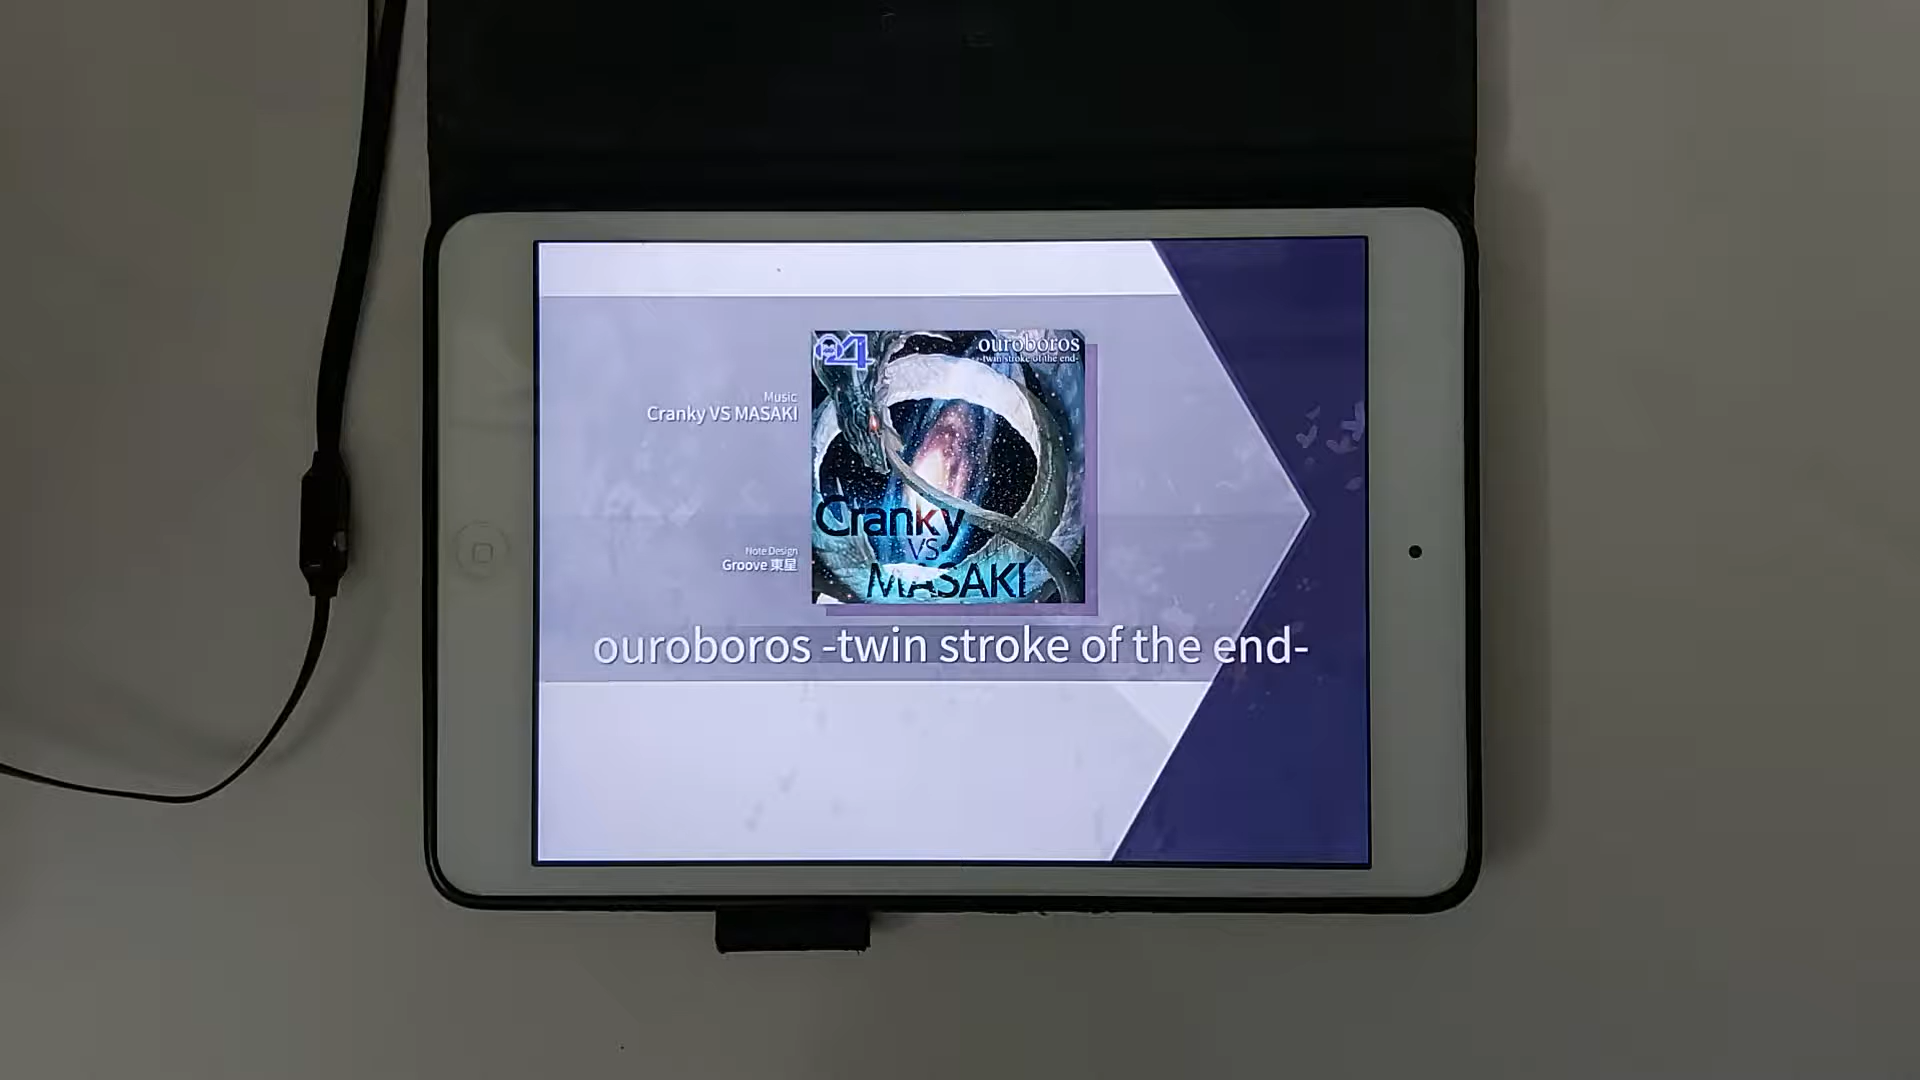 24
ouroboros
-twin stroke of the end-
Music
Cranky VS MASAKI
Cranky
VS
MASAKI
Note Design
Groove 東星
ouroboros -twin stroke of the end-